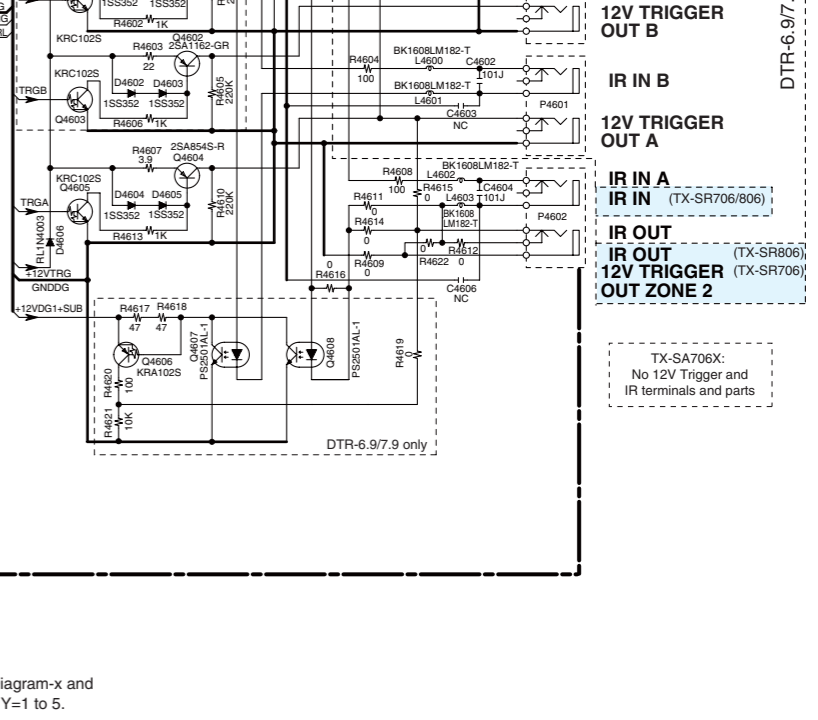 1SS352
1SS352
R4602
1K
12V TRIGGER
OUT B
DTR-6.9/7.
KRC102S
R4603
22
Q4602
2SA1162-GR
R4604
100
BK1608LM182-T
L4600
C4602
101J
IR IN B
KRC102S
D4602
D4603
1SS352
1SS352
R4605
220K
BK1608LM182-T
L4601
C4603
NC
P4601
TRGB
Q4603
R4606
1K
12V TRIGGER
OUT A
R4607
3.9
2SA854S-R
Q4604
KRC102S
Q4605
D4604
D4605
1SS352
1SS352
R4610
220K
R4608
100
BK1608LM182-T
L4602
R4615
0
C4604
101J
IR IN A
IR IN
(TX-SR706/806)
TRGA
RL1N4003
D4606
R4613
1K
R4611
0
L4603
BK1608
LM182-T
R4614
0
P4602
IR OUT
R4612
0
R4622
0
R4609
0
IR OUT
(TX-SR806)
12V TRIGGER
(TX-SR706)
OUT ZONE 2
+12VTRG
GNDDG
0
R4616
C4606
NC
+12VDG1+SUB
R4617
R4618
47
47
Q4606
KRA102S
Q4607
PS2501AL-1
Q4608
PS2501AL-1
R4619
0
R4620
100
R4621
10K
DTR-6.9/7.9 only
TX-SA706X:
No 12V Trigger and
IR terminals and parts
iagram-x and
Y=1 to 5.